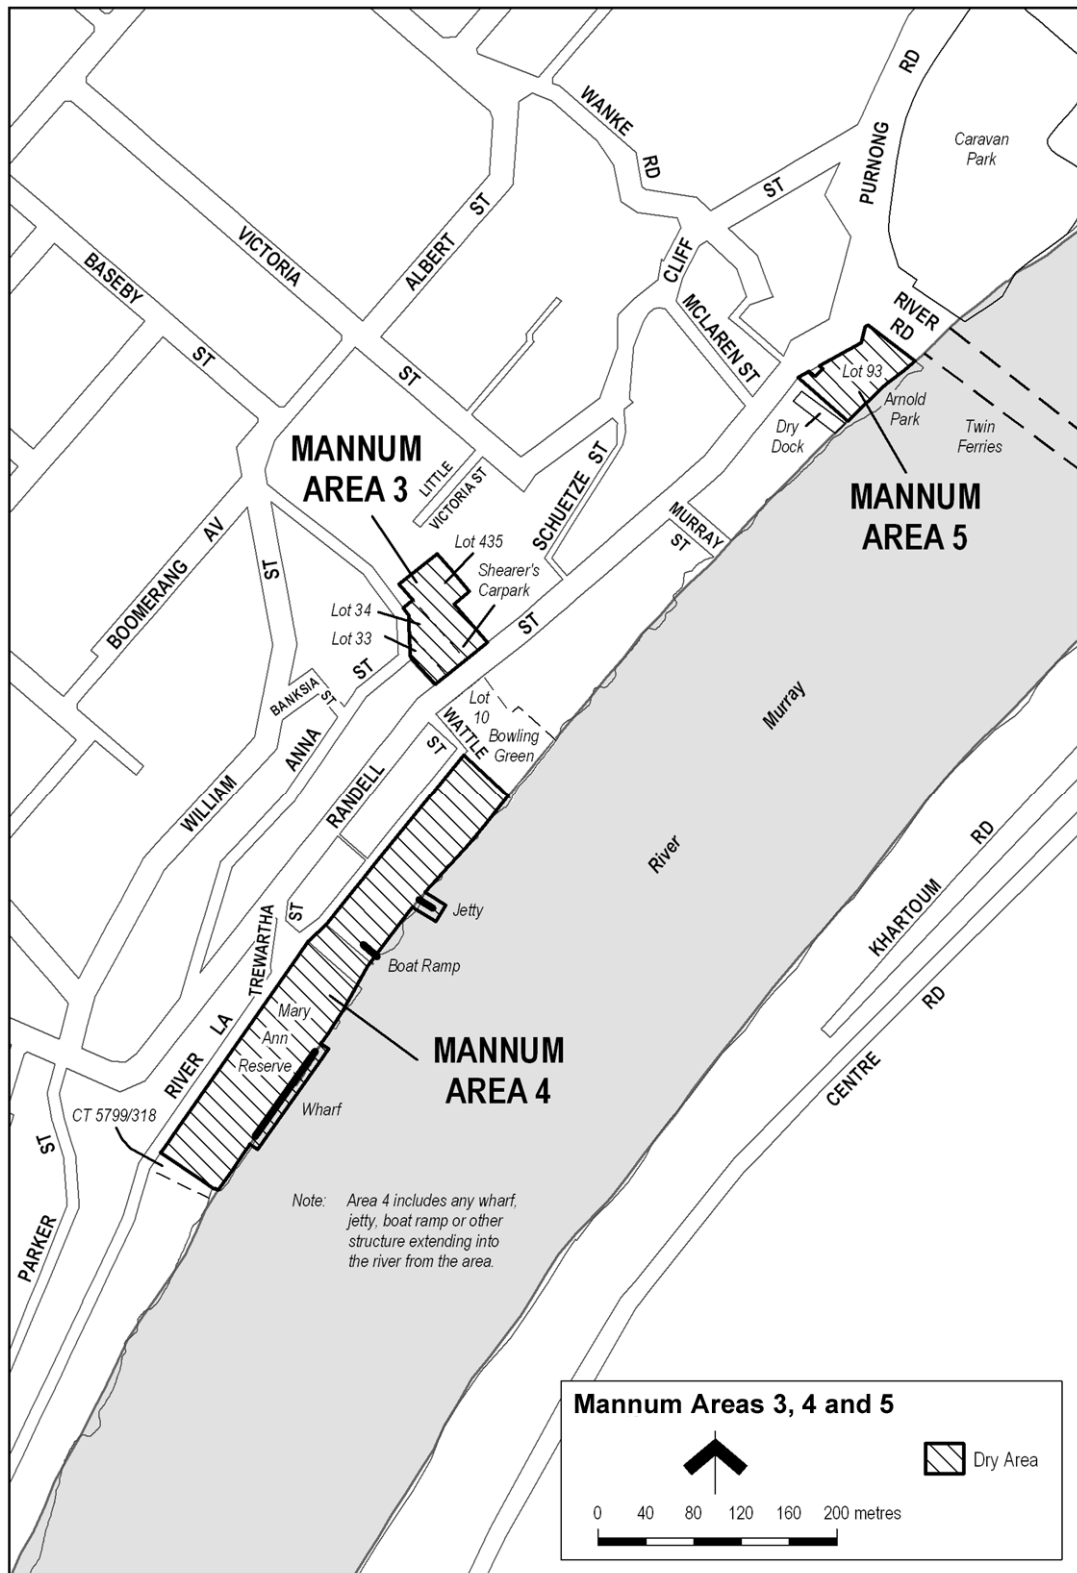 RD
WANKE
RD
PURNONG
Caravan
Park
ST
ALBERT
ST
VICTORIA
BASEBY
ST
CLIFF
MCLAREN ST
RIVER
RD
ST
Lot 93
Arnold
Park
Dry
Dock
Twin
Ferries
MANNUM
AREA 3
MANNUM
AREA 5
LITTLE
VICTORIA ST
SCHUETZE ST
MURRAY
ST
BOOMERANG AV
ST
Lot 435
Shearer's
Carpark
Lot 34
Lot 33
ST
ST
BANKSIA
ST
ANNA
WILLIAM
Lot
10
Bowling
Green
WATTLE
ST
RANDELL
Murray
River
Jetty
Boat Ramp
TREWARTHA
ST
LA
RIVER
Mary
Ann
Reserve
MANNUM
AREA 4
Wharf
CT 5799/318
KHARTOUM
RD
CENTRE
RD
ST
PARKER
Note: Area 4 includes any wharf,
jetty, boat ramp or other
structure extending into
the river from the area.
Mannum Areas 3, 4 and 5
Dry Area
0 40 80 120 160 200 metres